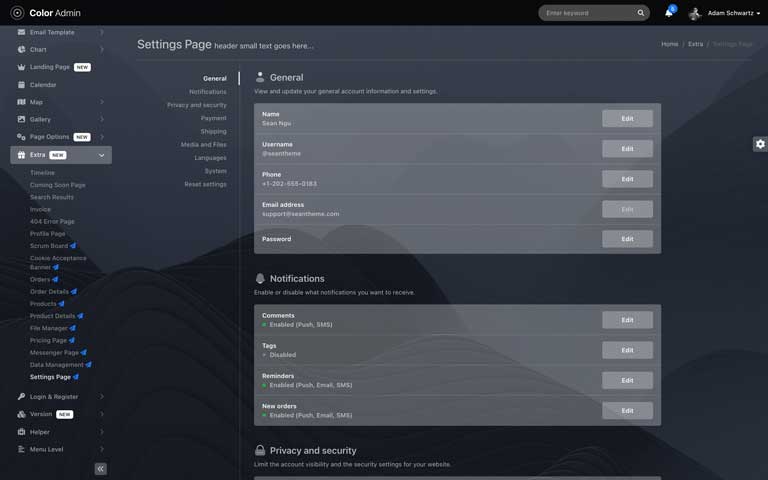 Color Admin
Enter keyword
5
Adam Schwartz
Email Template
Chart
Landing Page NEW
Calendar
Map
Gallery
Page Options NEW
Extra NEW
Timeline
Coming Soon Page
Search Results
Invoice
404 Error Page
Profile Page
Scrum Board
Cookie Acceptance
Banner
Orders
Order Details
Products
Product Details
File Manager
Pricing Page
Messenger Page
Data Management
Settings Page
Login & Register
Version NEW
Helper
Menu Level
Settings Page header small text goes here...
Home / Extra / Settings Page
General
Notifications
Privacy and security
Payment
Shipping
Media and Files
Languages
System
Reset settings
General
View and update your general account information and settings.
Name
Sean Ngu
Edit
Username
@seantheme
Edit
Phone
+1-202-555-0183
Edit
Email address
support@seantheme.com
Edit
Password
Edit
Notifications
Enable or disable what notifications you want to receive.
Comments
Enabled (Push, SMS)
Edit
Tags
Disabled
Edit
Reminders
Enabled (Push, Email, SMS)
Edit
New orders
Enabled (Push, Email, SMS)
Edit
Privacy and security
Limit the account visibility and the security settings for your website.